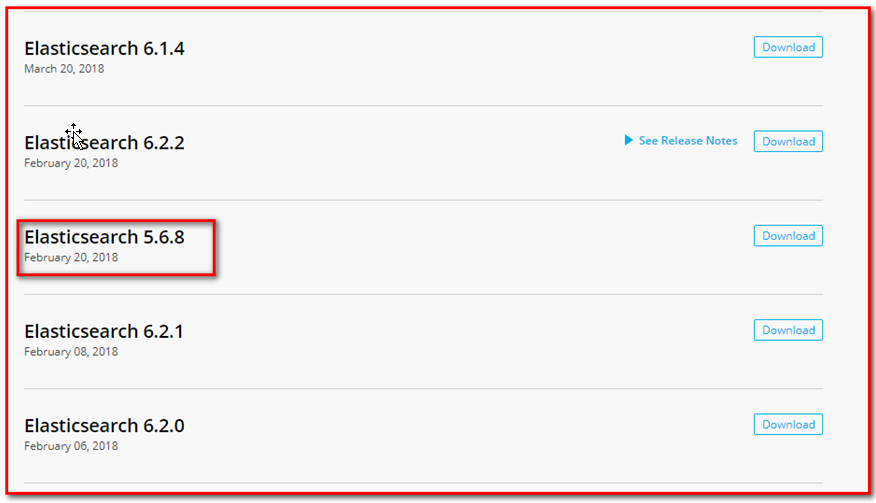 Elasticsearch 6.1.4
Download
March 20, 2018
Elasticsearch 6.2.2
See Release Notes
Download
February 20, 2018
Elasticsearch 5.6.8
Download
February 20, 2018
Elasticsearch 6.2.1
Download
February 08, 2018
Elasticsearch 6.2.0
Download
February 06, 2018